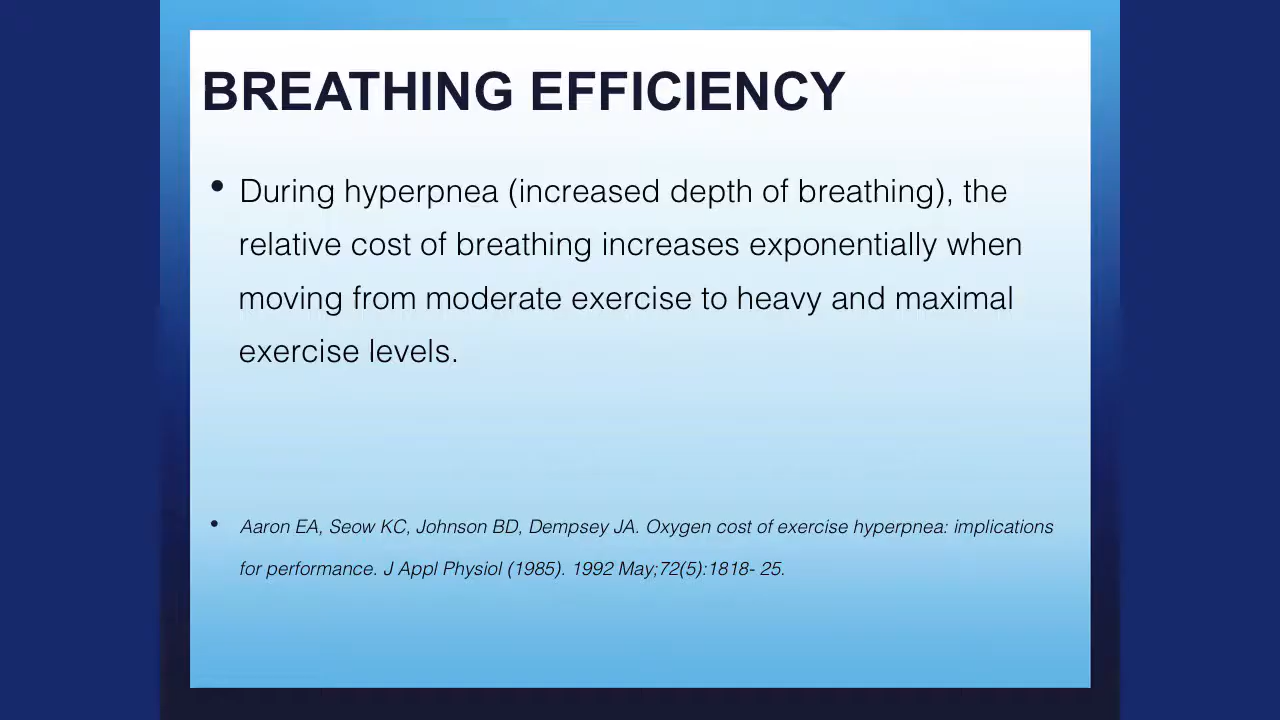 BREATHING EFFICIENCY
• During hyperpnea (increased depth of breathing), the
relative cost of breathing increases exponentially when
moving from moderate exercise to heavy and maximal
exercise levels.
• Aaron EA, Seow KC, Johnson BD, Dempsey JA. Oxygen cost of exercise hyperpnea: implications
for performance. J Appl Physiol (1985). 1992 May;72(5):1818- 25.